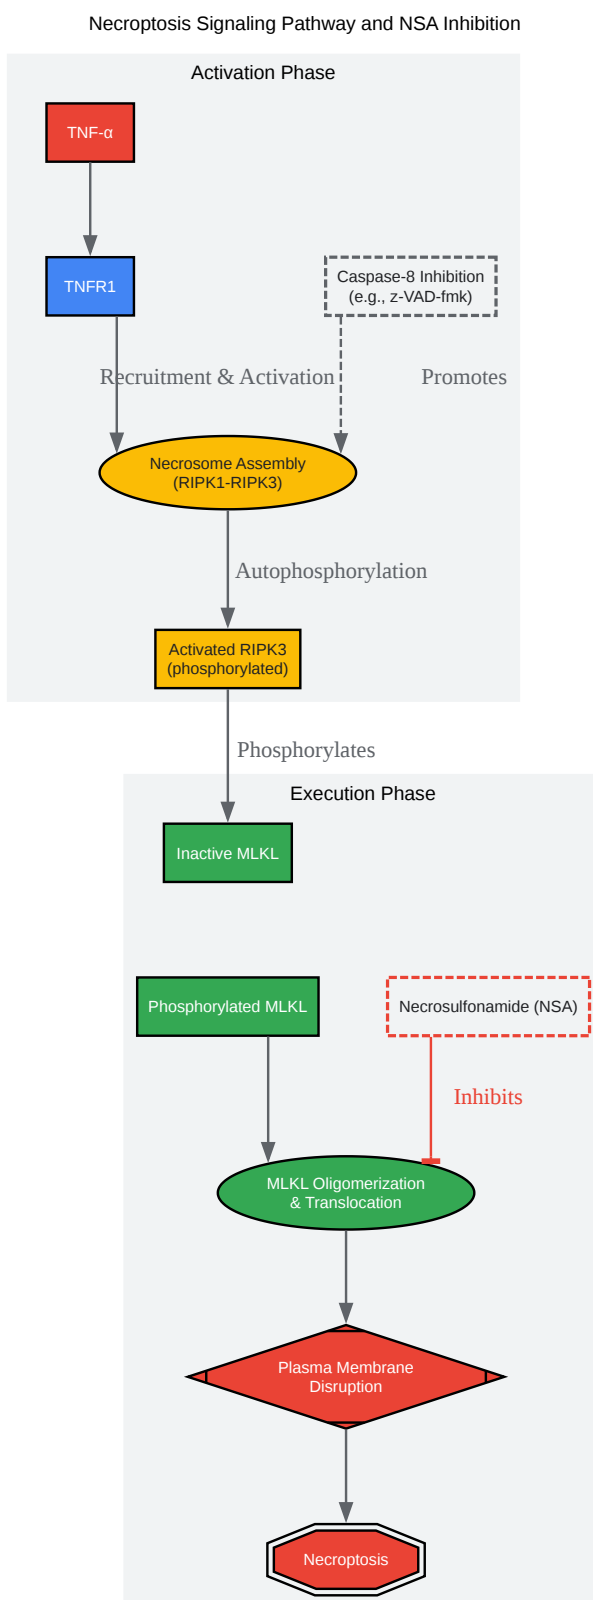 Necroptosis Signaling Pathway and NSA Inhibition
Activation Phase
TNF-α
TNFR1
Caspase-8 Inhibition
(e.g., z-VAD-fmk)
Recruitment & Activation
Promotes
Necrosome Assembly
(RIPK1-RIPK3)
Autophosphorylation
Activated RIPK3
(phosphorylated)
Phosphorylates
Execution Phase
Inactive MLKL
Phosphorylated MLKL
Necrosulfonamide (NSA)
Inhibits
MLKL Oligomerization
& Translocation
Plasma Membrane
Disruption
Necroptosis